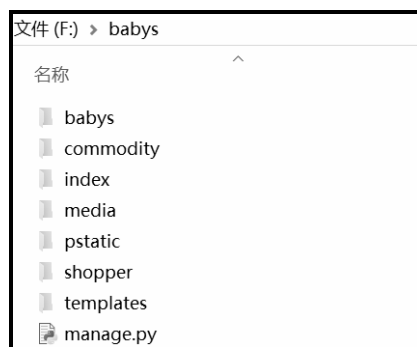 文件 (F:) > babys
名称
babys
commodity
index
media
pstatic
shopper
templates
manage.py